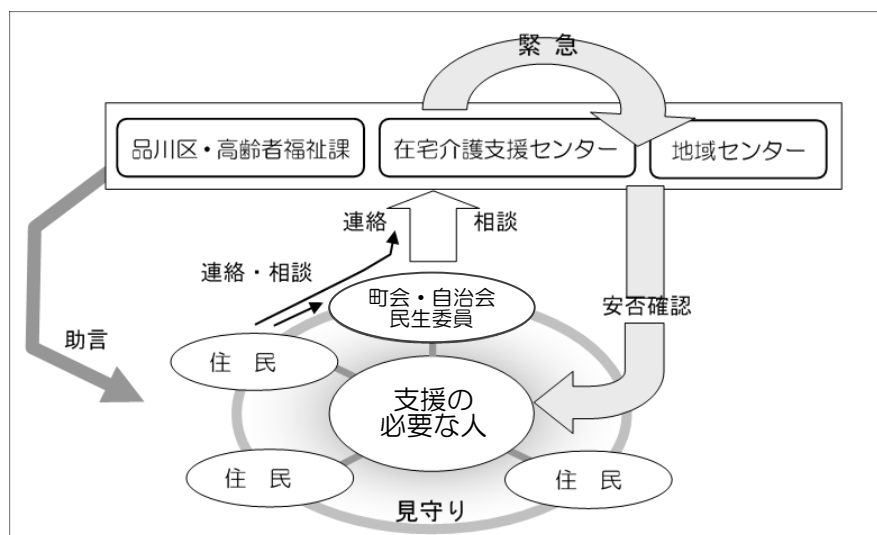 緊 急
品川区・高齢者福祉課
在宅介護支援センター
地域センター
連絡
相談
連絡・相談
町会・自治会
民生委員
安否確認
助言
住 民
支援の
必要な人
住 民
住 民
見守り